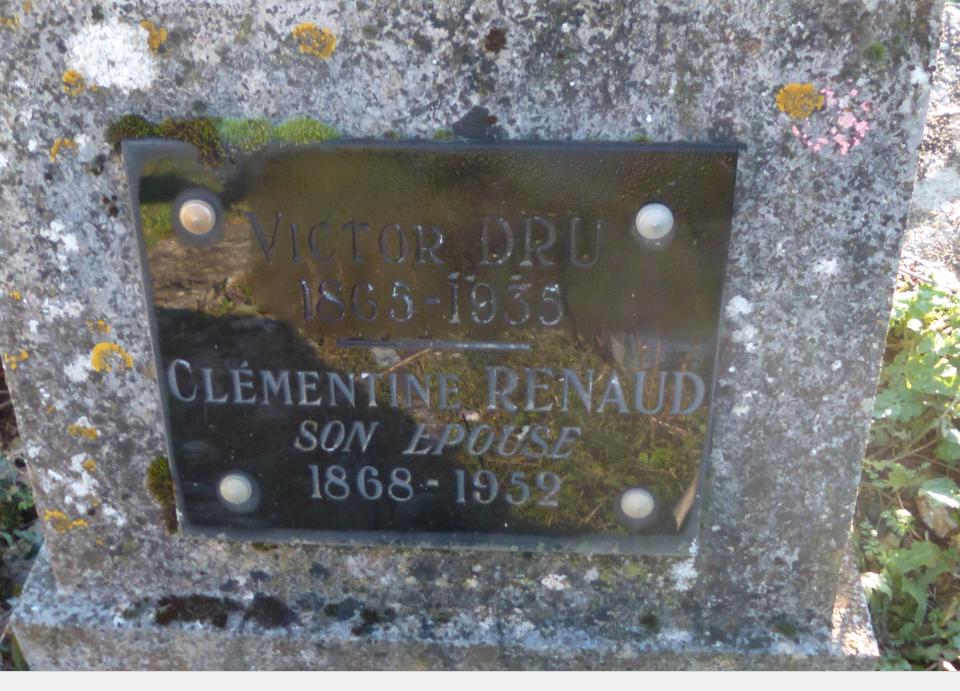 VICTOR DRU
1865-1935
CLÉMENTINE RENAUD
SON EPOUSE
1868-1952